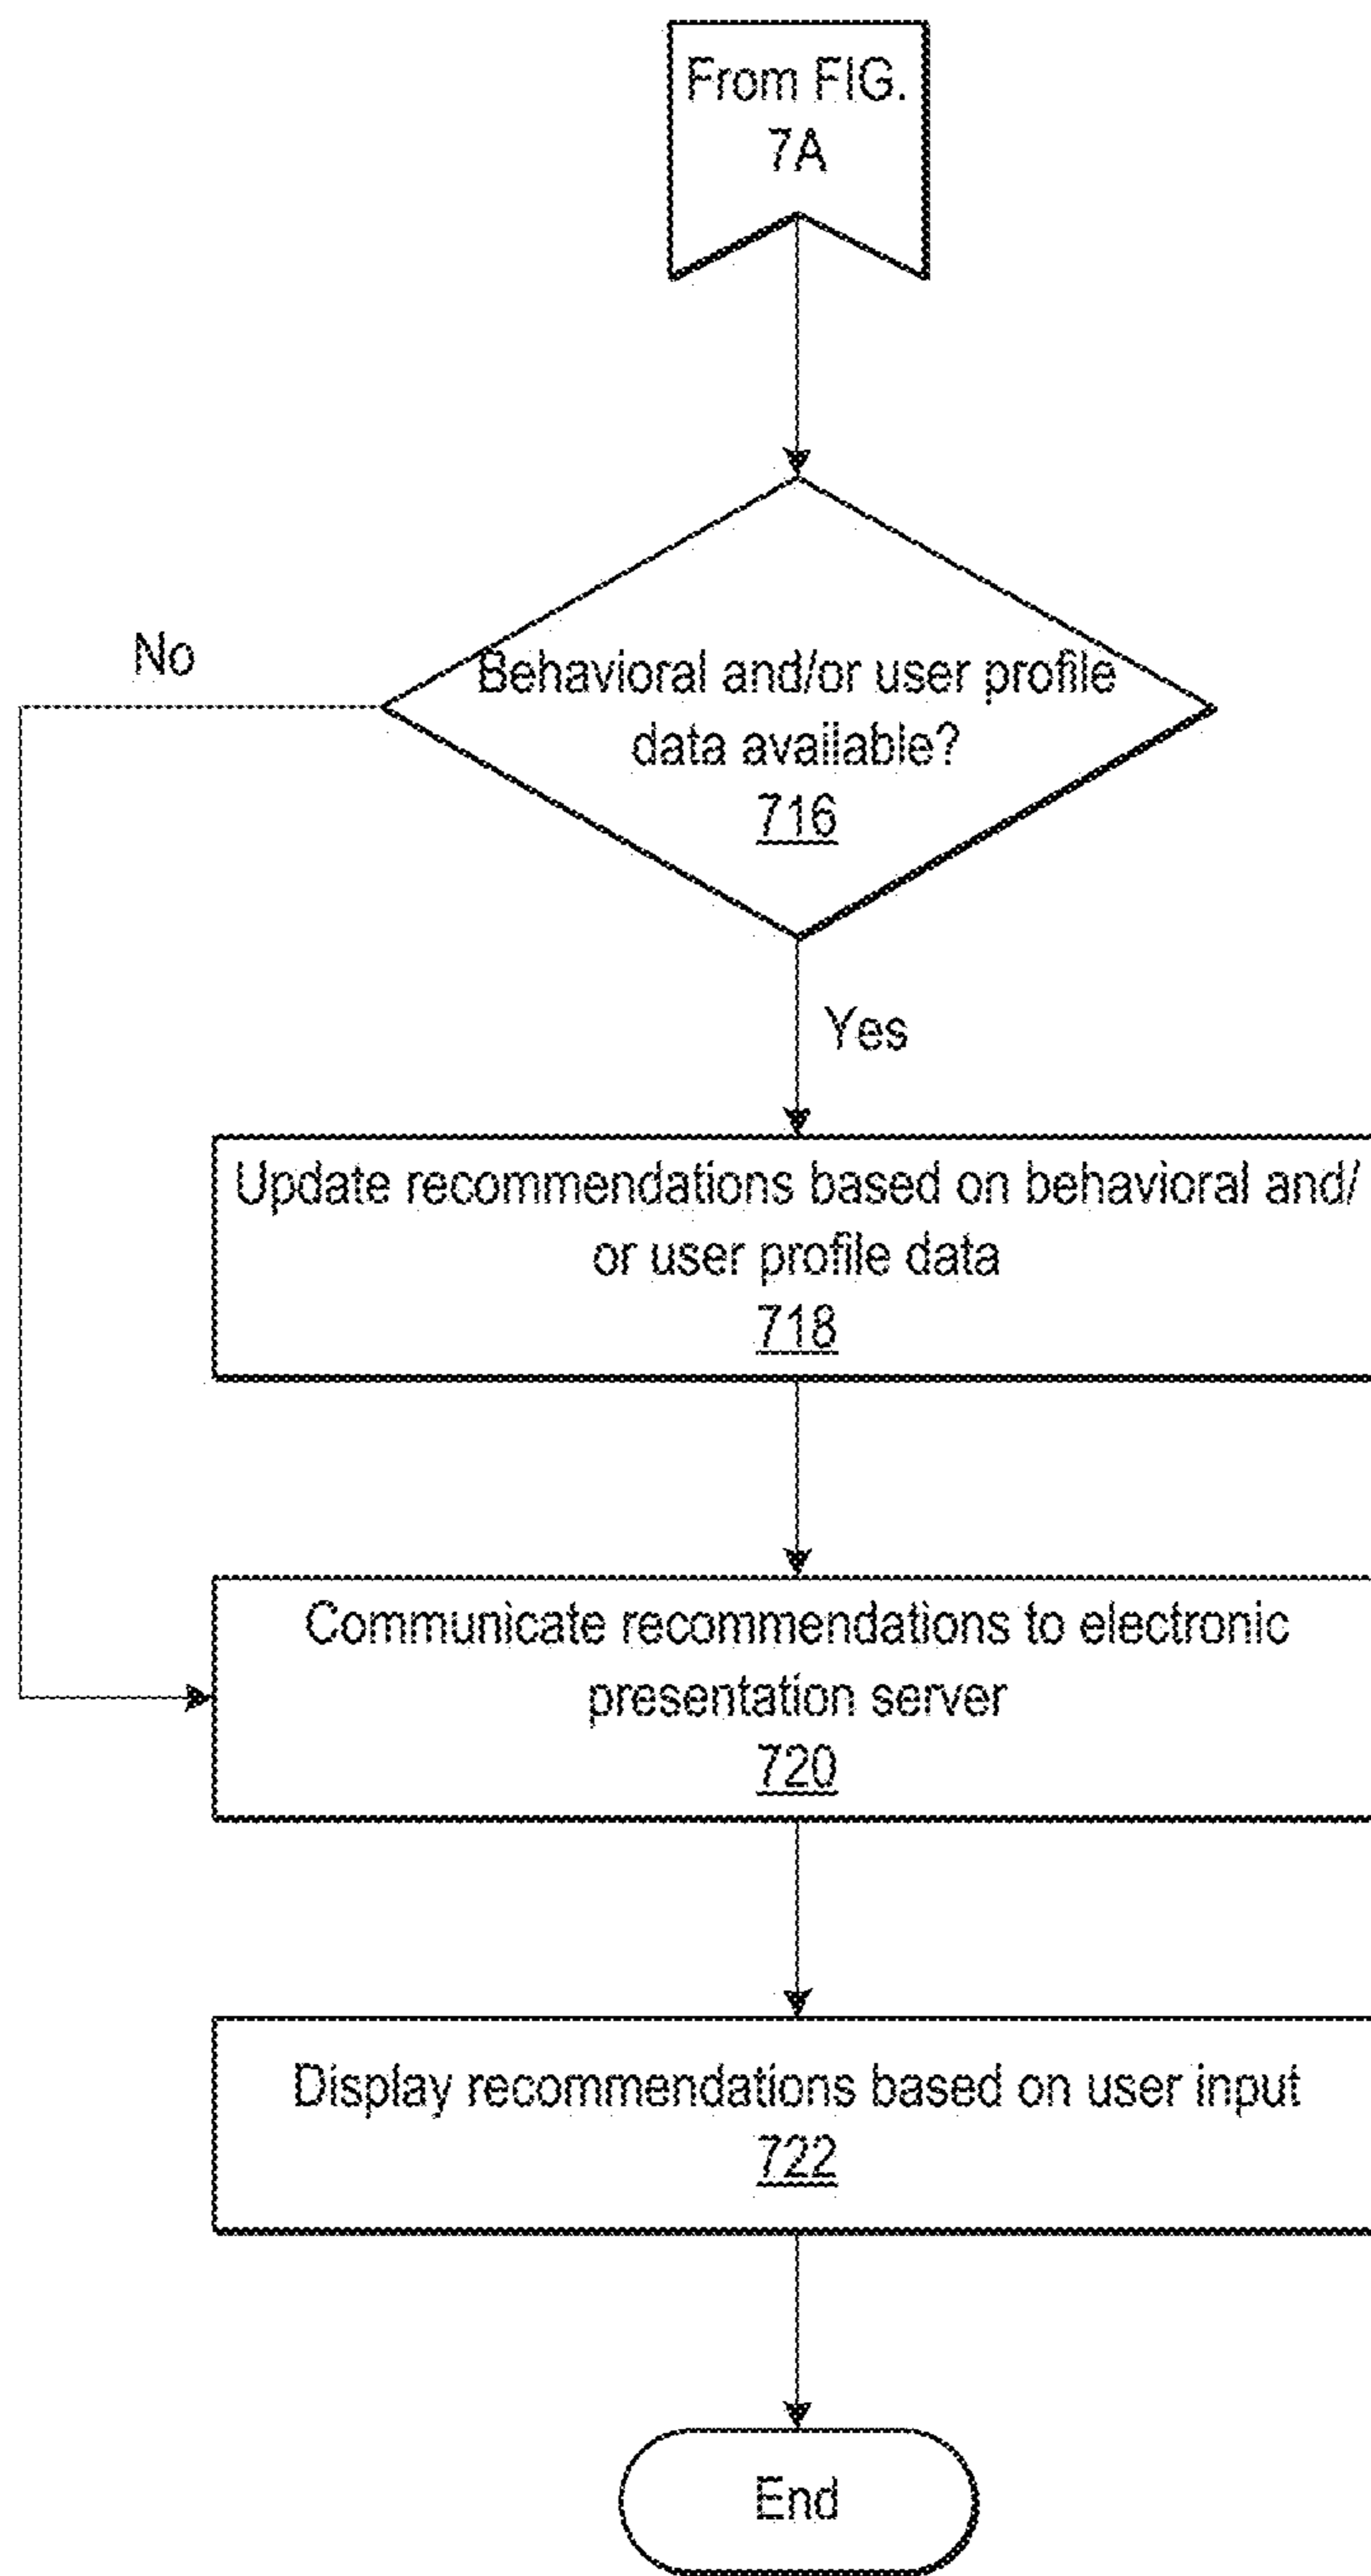 From FIG.
7A
No
Behavioral and/or user profile
data available?
716
Yes
Update recommendations based on behavioral and/
or user profile data
718
Communicate recommendations to electronic
presentation server
720
Display recommendations based on user input
722
End